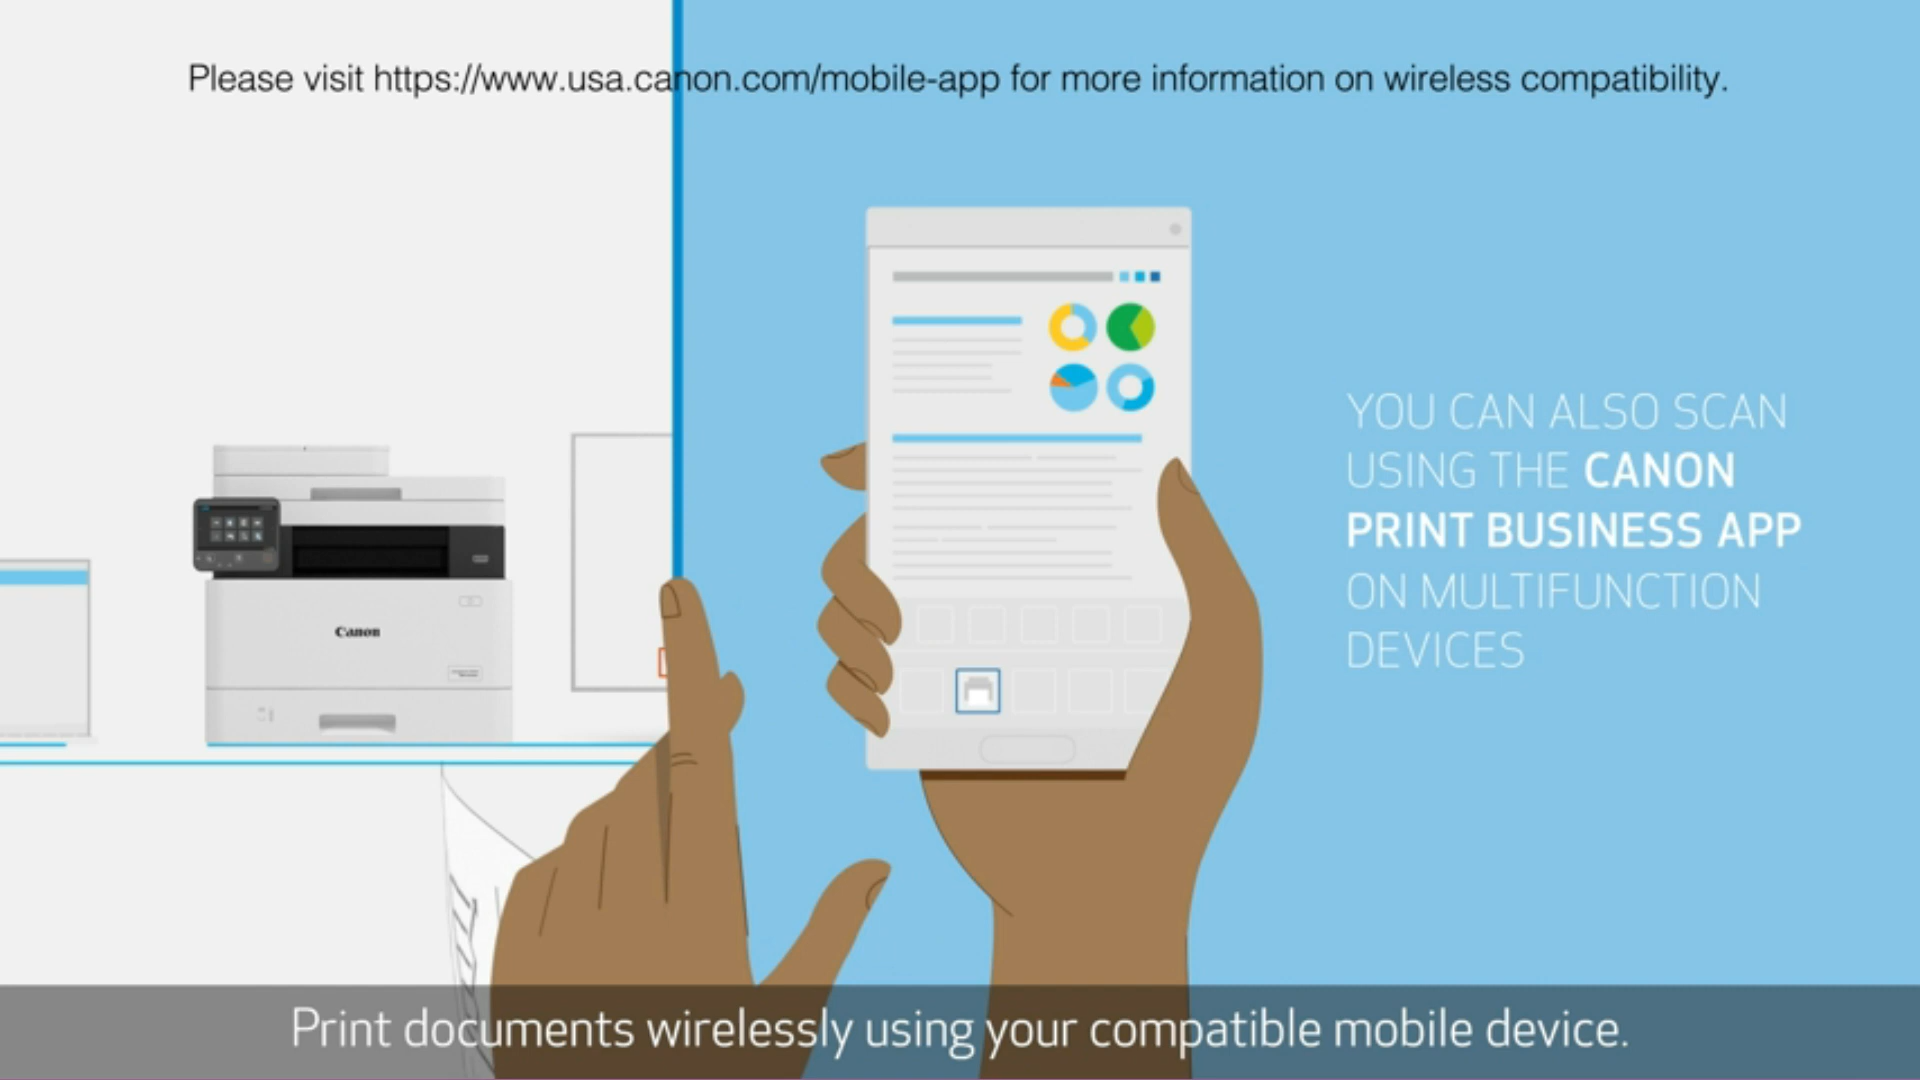 Please visit https://www.usa.canon.com/mobile-app for more information on wireless compatibility.
Canon
YOU CAN ALSO SCAN
USING THE CANON
PRINT BUSINESS APP
ON MULTIFUNCTION
DEVICES
Print documents wirelessly using your compatible mobile device.